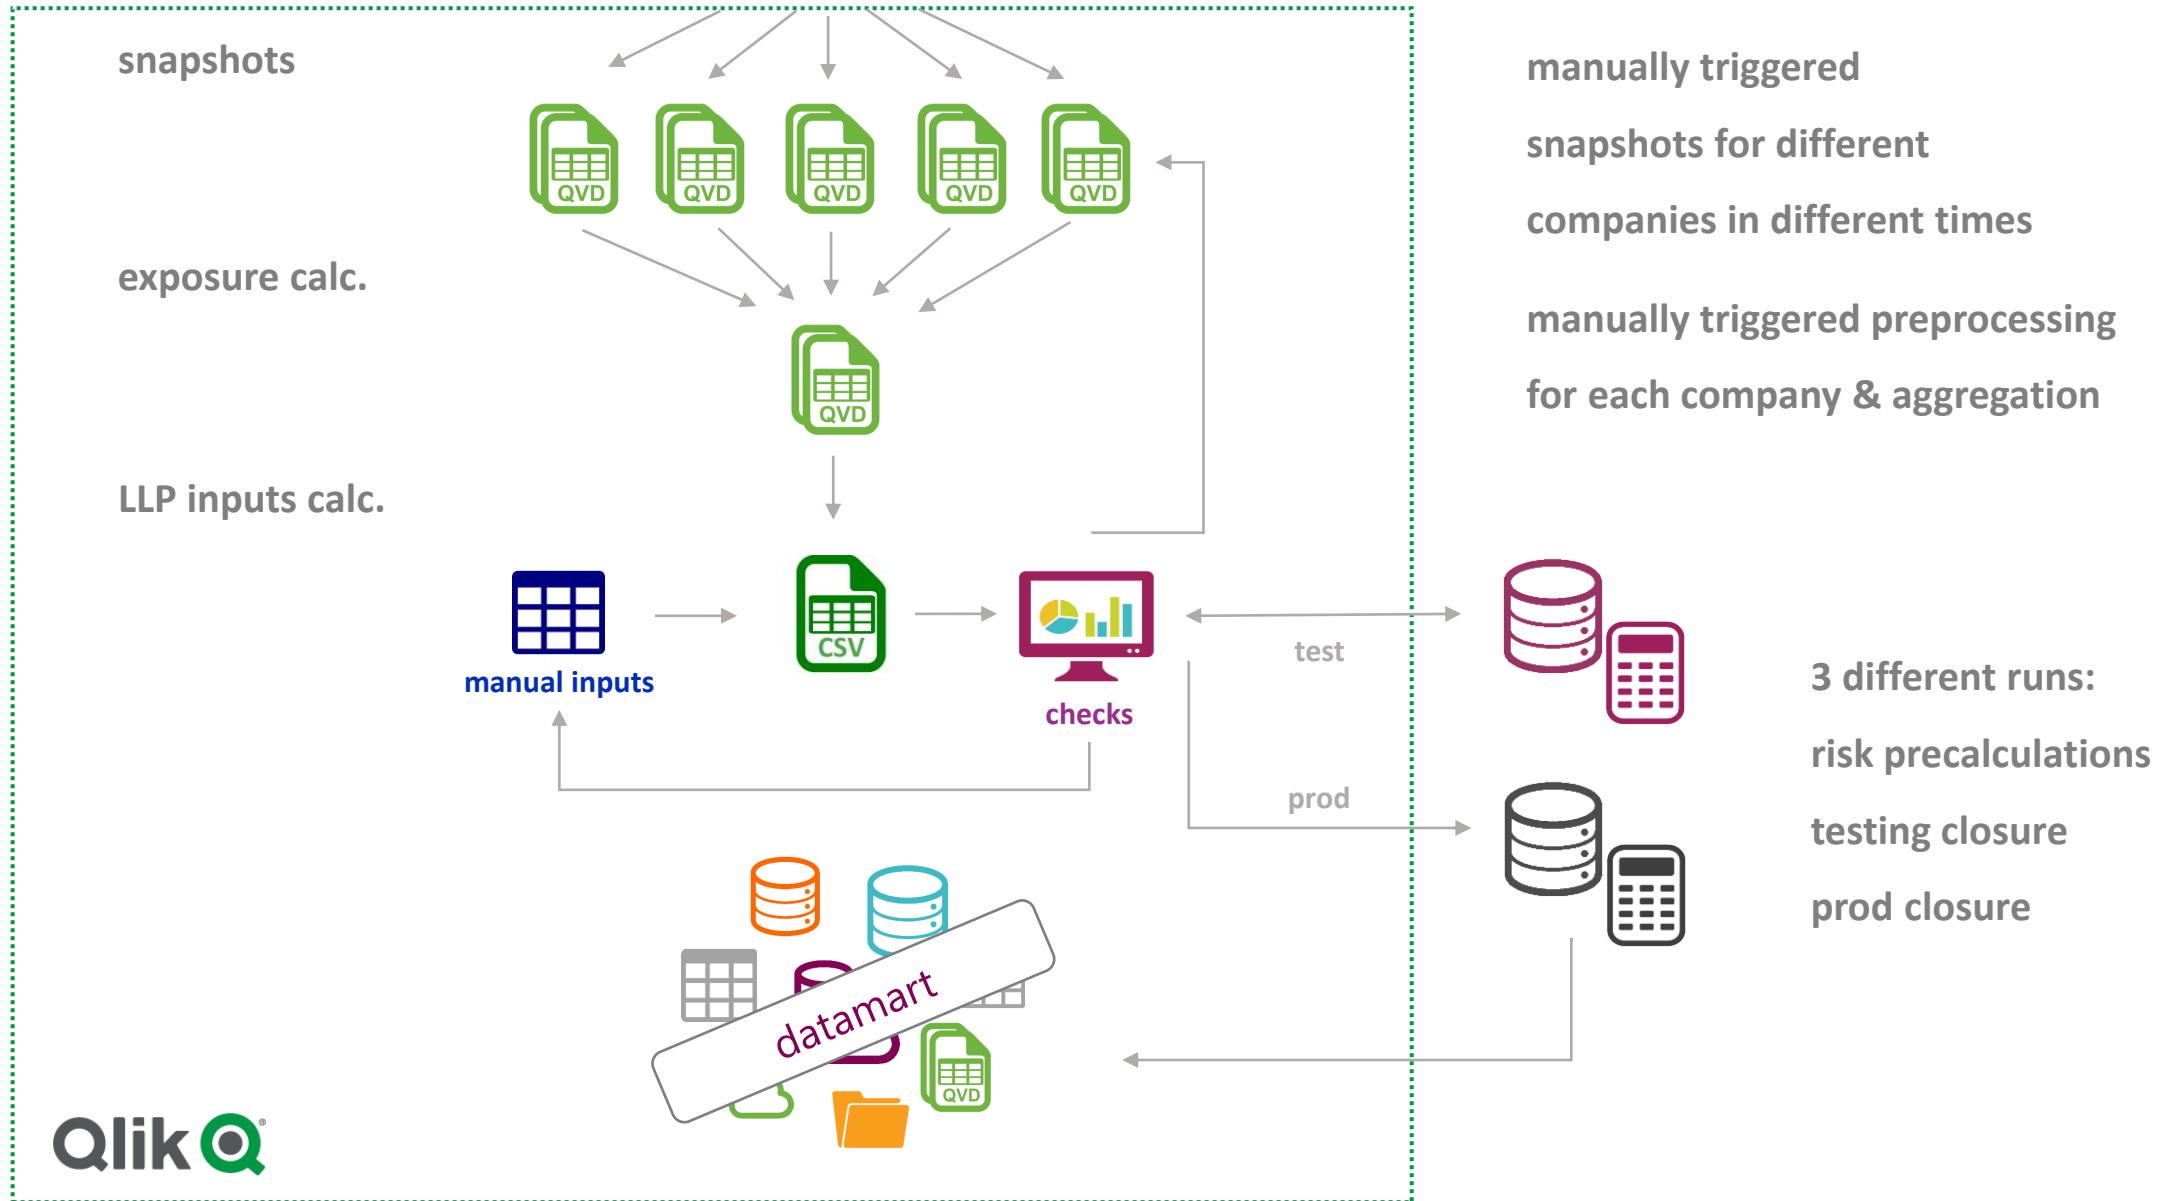 snapshots
manually triggered
snapshots for different
companies in different times
QVD
QVD
QVD
QVD
QVD
exposure calc.
manually triggered preprocessing
for each company & aggregation
QVD
LLP inputs calc.
CSV
manual inputs
checks
test
prod
3 different runs:
risk precalculations
testing closure
prod closure
datamart
QVD
Qlik